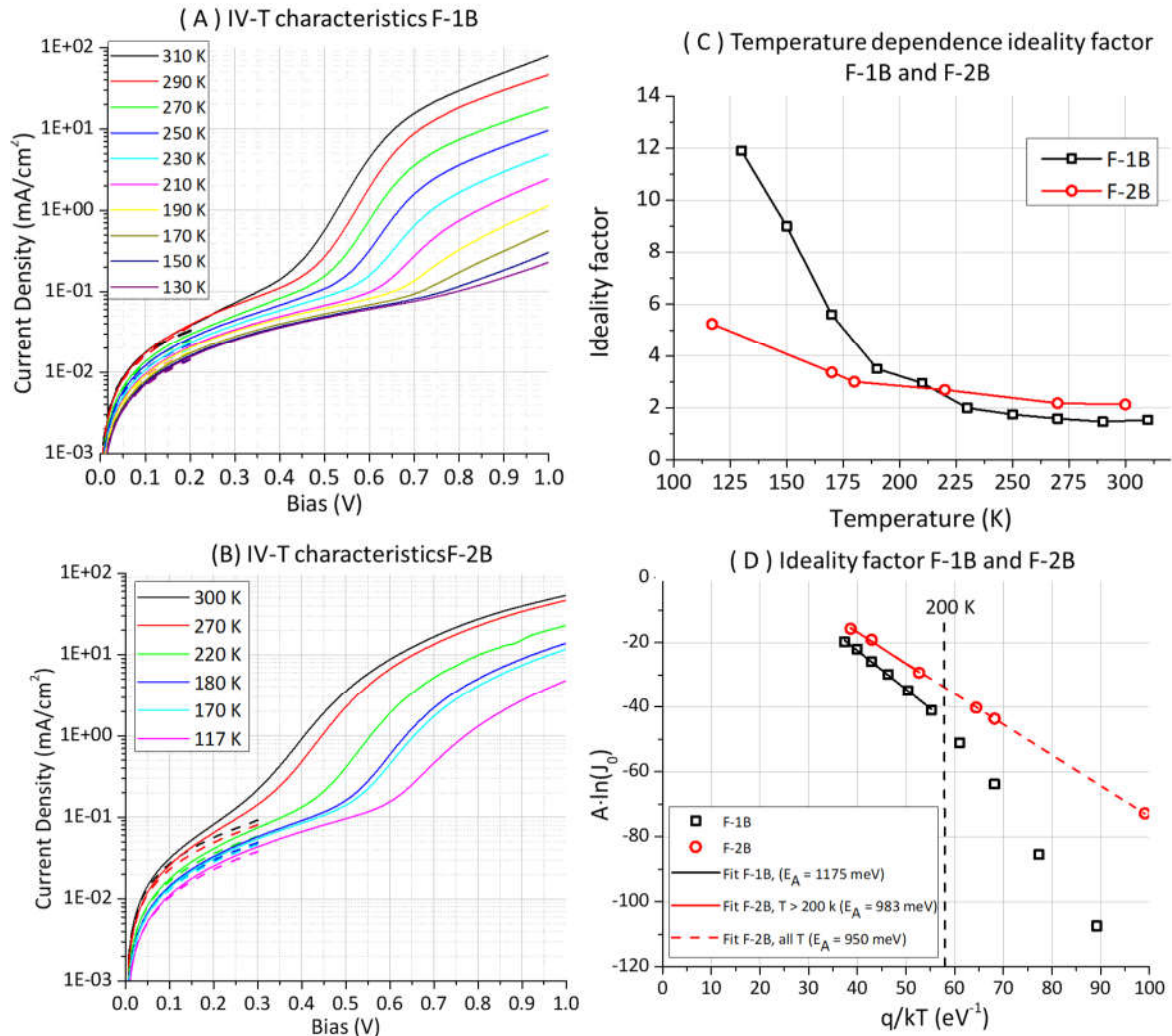 ( A ) IV-T characteristics F-1B
1E+02
1E+01
1E+00
1E-01
1E-02
1E-03
Current Density (mA/cm²)
310 K
290 K
270 K
250 K
230 K
210 K
190 K
170 K
150 K
130 K
0.0 0.1 0.2 0.3 0.4 0.5 0.6 0.7 0.8 0.9 1.0
Bias (V)
( C ) Temperature dependence ideality factor
F-1B and F-2B
14
12
10
8
6
4
2
0
Ideality factor
F-1B
F-2B
100 125 150 175 200 225 250 275 300
Temperature (K)
(B) IV-T characteristicsF-2B
1E+02
1E+01
1E+00
1E-01
1E-02
1E-03
Current Density (mA/cm²)
300 K
270 K
220 K
180 K
170 K
117 K
0.0 0.1 0.2 0.3 0.4 0.5 0.6 0.7 0.8 0.9 1.0
Bias (V)
( D ) Ideality factor F-1B and F-2B
0
-20
-40
-60
-80
-100
-120
A·ln(J₀)
200 K
F-1B
F-2B
Fit F-1B, (E_A = 1175 meV)
Fit F-2B, T > 200 k (E_A = 983 meV)
Fit F-2B, all T (E_A = 950 meV)
0 10 20 30 40 50 60 70 80 90 100
q/kT (eV⁻¹)